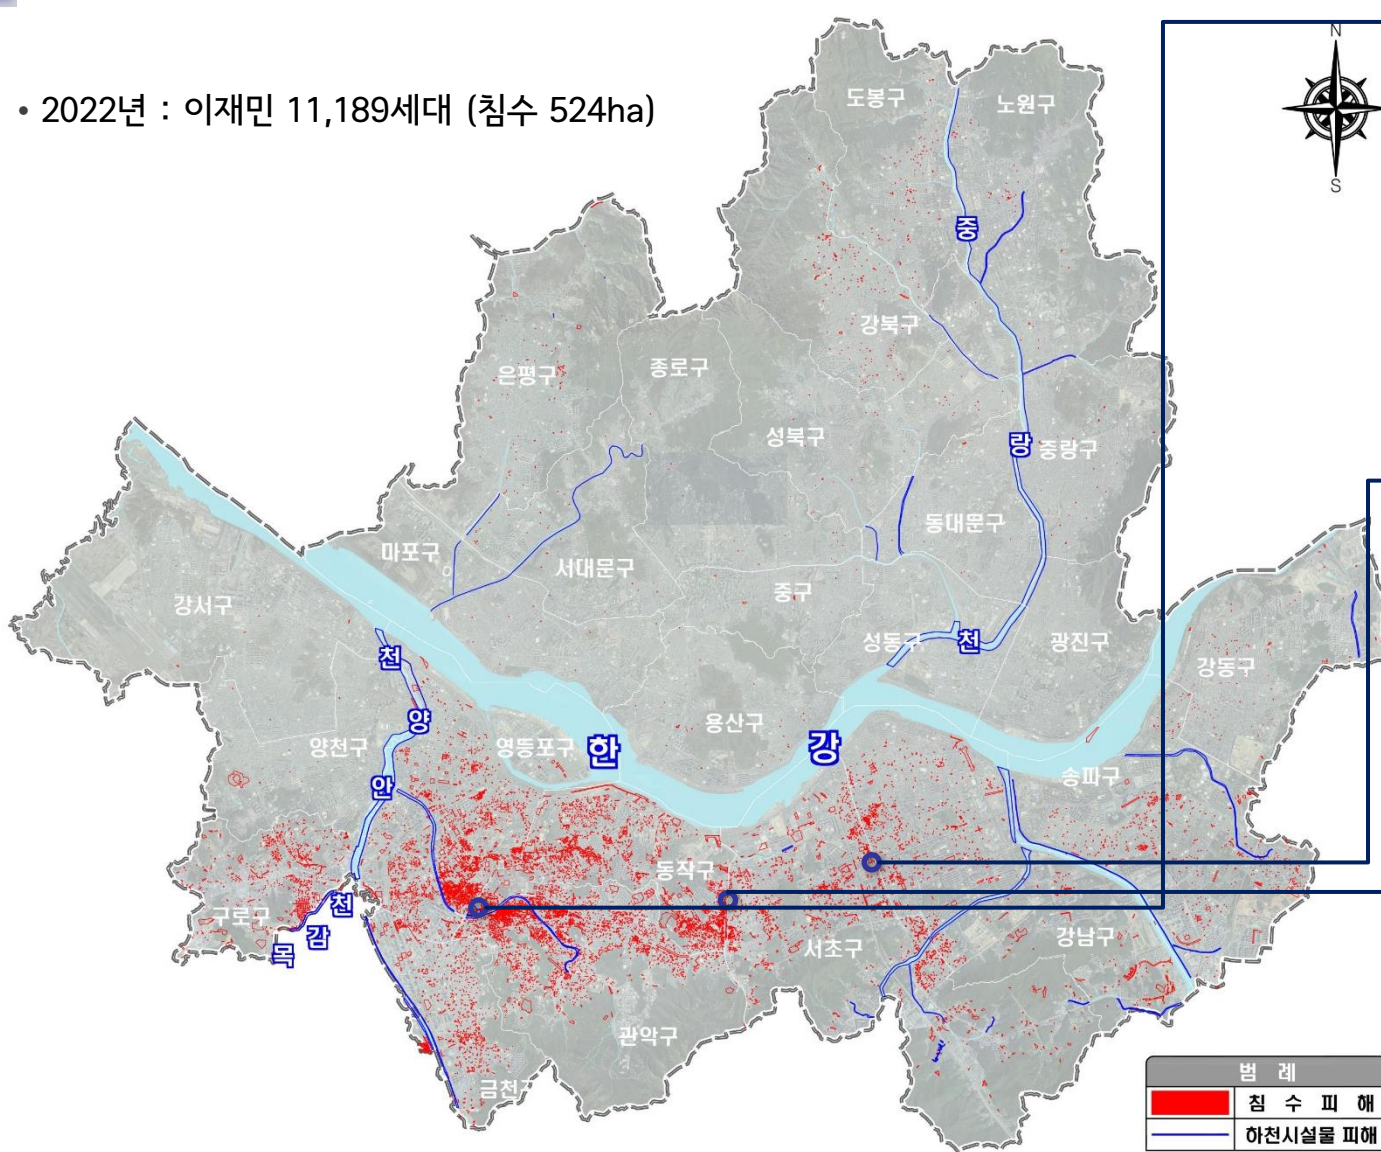 • 2022년 : 이재민 11,189세대 (침수 524ha)
N
S
도봉구
노원구
중
강북구
은평구
종로구
성북구
랑
중랑구
동대문구
마포구
서대문구
강서구
중구
성동구
천
광진구
강동구
천
양
양천구
영등포구
한
용산구
강
송파구
안
동작구
구로구
천
감
목
서초구
강남구
관악구
금천구
범 례
침 수 피 해
하천시설물 피해